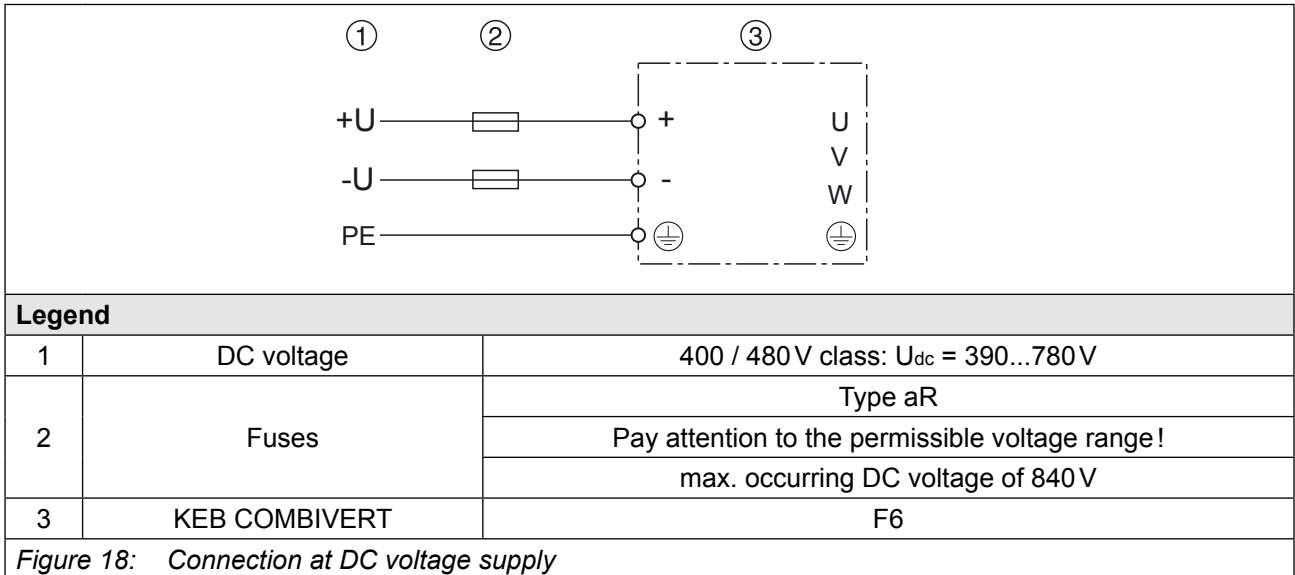 ① ② ③
+U + U
V
-U - W
PE
Legend
1 DC voltage 400 / 480 V class: Udc = 390...780 V
2 Fuses Type aR
Pay attention to the permissible voltage range!
max. occurring DC voltage of 840 V
3 KEB COMBIVERT F6
Figure 18: Connection at DC voltage supply